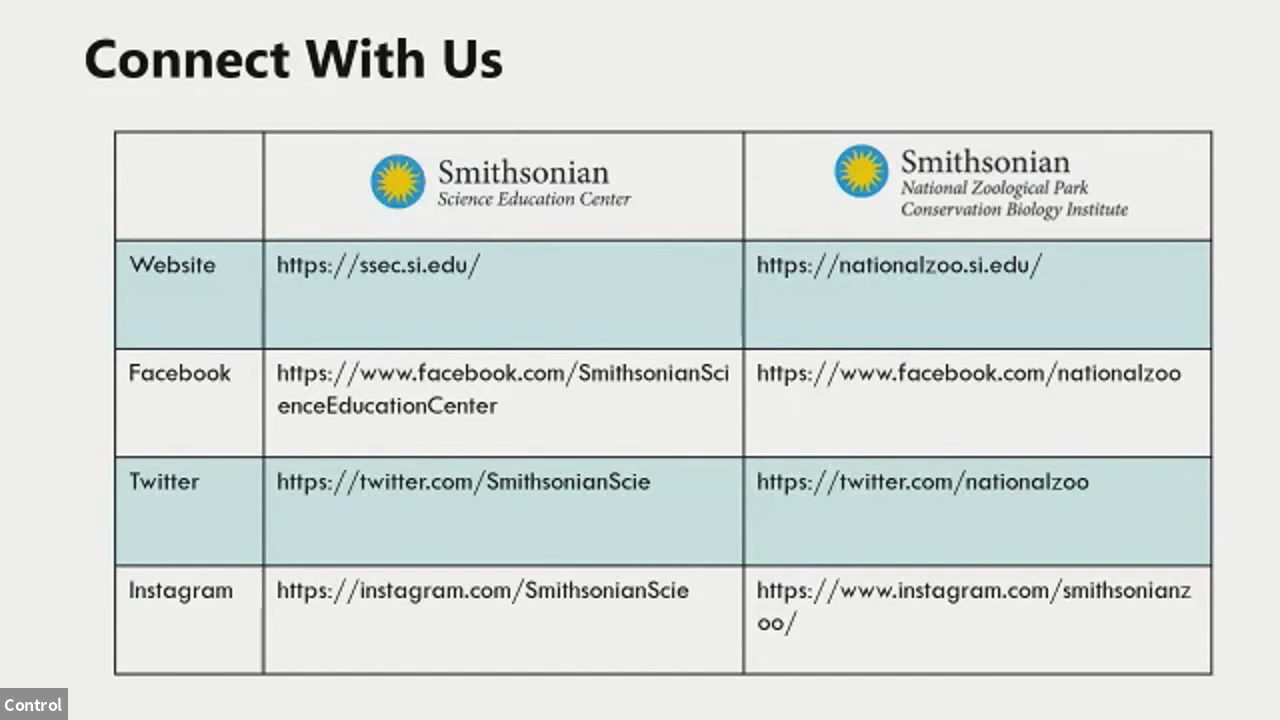 Connect With Us
Smithsonian
Science Education Center
Smithsonian
National Zoological Park
Conservation Biology Institute
Website
https://ssec.si.edu/
https://nationalzoo.si.edu/
Facebook
https://www.facebook.com/SmithsonianSci
enceEducationCenter
https://www.facebook.com/nationalzoo
Twitter
https://twitter.com/SmithsonianScie
https://twitter.com/nationalzoo
Instagram
https://instagram.com/SmithsonianScie
https://www.instagram.com/smithsonianz
oo/
Control